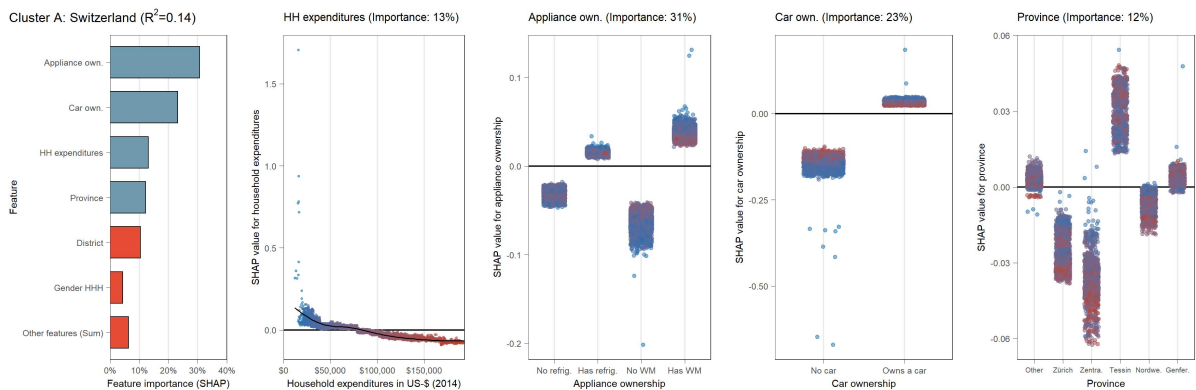 Cluster A: Switzerland (R²=0.14)
Feature
Appliance own.
Car own.
HH expenditures
Province
District
Gender HHH
Other features (Sum)
0% 10% 20% 30% 40%
Feature importance (SHAP)
HH expenditures (Importance: 13%)
SHAP value for household expenditures
1.5
1.0
0.5
0.0
$0 $50,000 $100,000 $150,000
Household expenditures in US-$ (2014)
Appliance own. (Importance: 31%)
SHAP value for appliance ownership
0.1
0.0
-0.1
-0.2
No refrig. Has refrig. No WM Has WM
Appliance ownership
Car own. (Importance: 23%)
SHAP value for car ownership
0.00
-0.25
-0.50
No car Owns a car
Car ownership
Province (Importance: 12%)
SHAP value for province
0.06
0.03
0.00
-0.03
-0.06
Other Zürich Zentra. Tessin Nordwe. Genfer.
Province